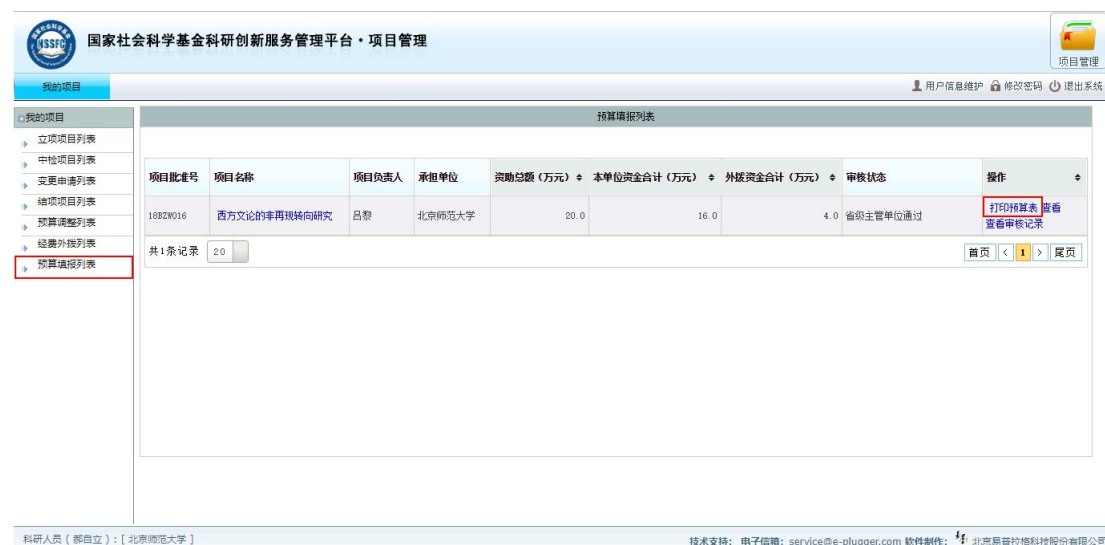 NSSFC
国家社会科学基金科研创新服务管理平台·项目管理
项目管理
我的项目
用户信息维护 修改密码 退出系统
我的项目
立项项目列表
中检项目列表
变更申请列表
结项项目列表
预算调整列表
经费外拨列表
预算填报列表
预算填报列表
项目批准号 项目名称 项目负责人 承担单位 资助总额（万元） 本单位资金合计（万元） 外拨资金合计（万元） 审核状态 操作
18BZW016 西方文论的非再现转向研究 吕黎 北京师范大学 20.0 16.0 4.0 省级主管单位通过 打印预算表 查看
查看审核记录
共1条记录 20 首页 < 1 > 尾页
科研人员（郝自立）：[ 北京师范大学 ] 技术支持： 电子信箱：service@e-plugger.com 软件制作： 北京易普拉格科技股份有限公司